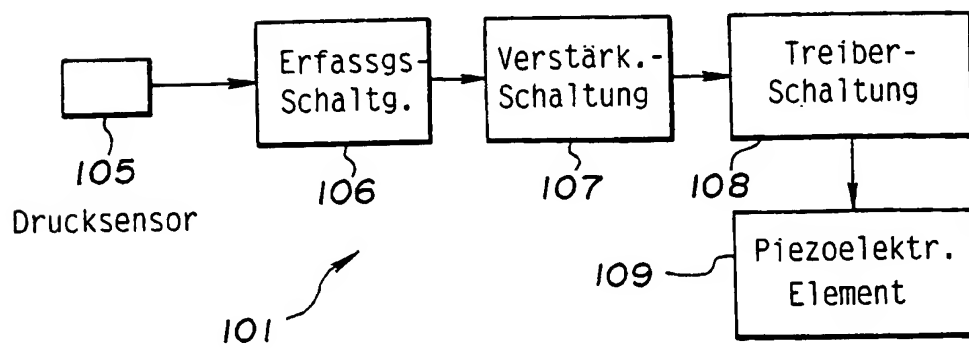 Erfassgs-
Schaltg.
Verstärk.-
Schaltung
Treiber-
Schaltung
105
106
107
108
Drucksensor
109
Piezoelektr.
Element
101